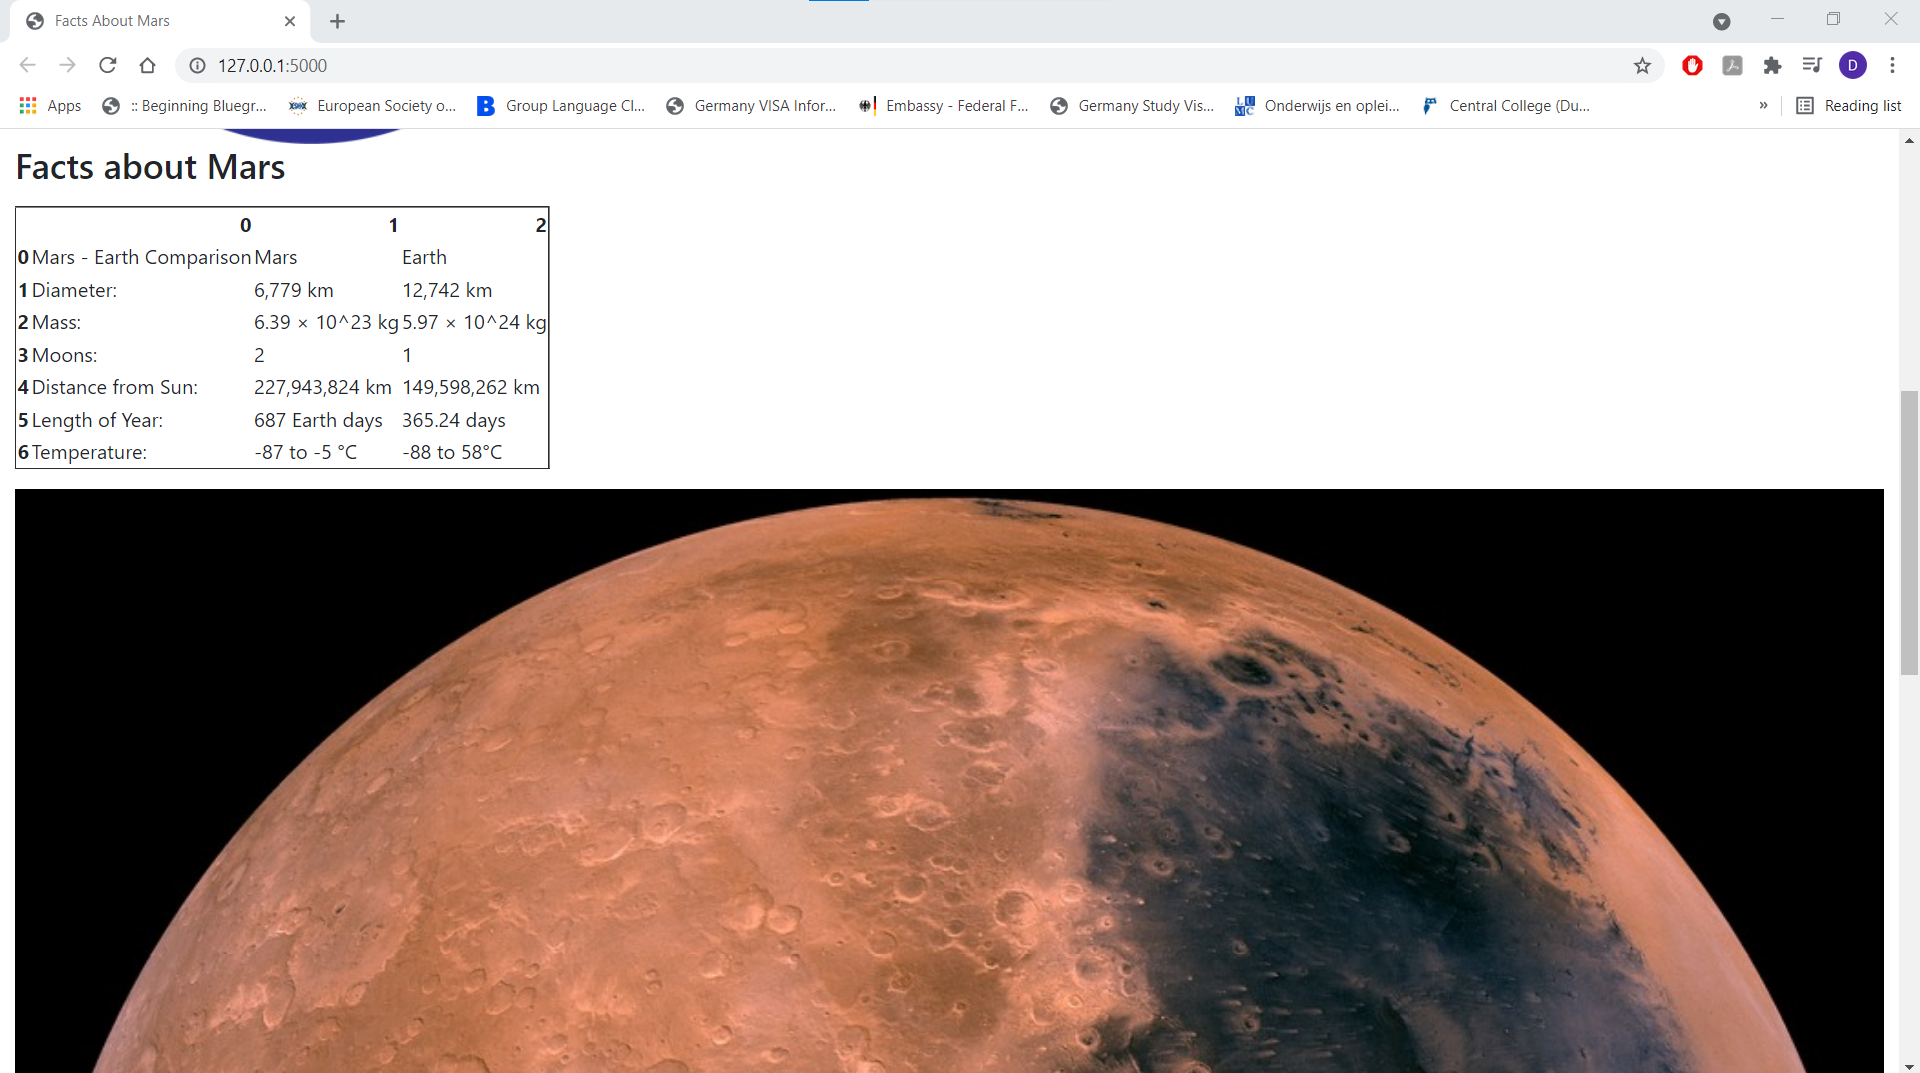 Facts About Mars
127.0.0.1:5000
D
Apps :: Beginning Bluegr... European Society o... B Group Language Cl... Germany VISA Infor... Embassy - Federal F... Germany Study Vis... LU MC Onderwijs en oplei... Central College (Du... » Reading list
Facts about Mars
0 1 2
0 Mars - Earth Comparison Mars Earth
1 Diameter: 6,779 km 12,742 km
2 Mass: 6.39 × 10^23 kg 5.97 × 10^24 kg
3 Moons: 2 1
4 Distance from Sun: 227,943,824 km 149,598,262 km
5 Length of Year: 687 Earth days 365.24 days
6 Temperature: -87 to -5 °C -88 to 58°C